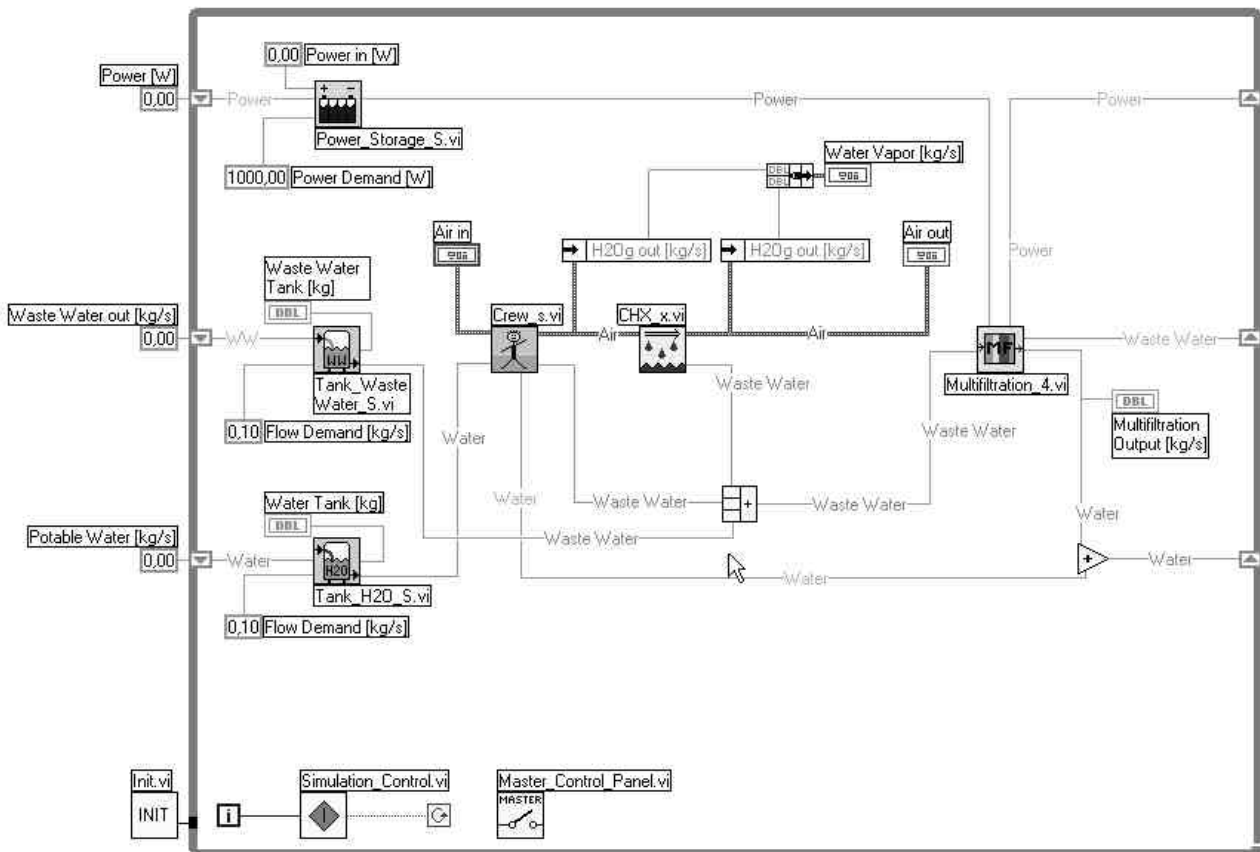 0,00 Power in [W]
Power [W]
0,00
Power
Power
Power
Power_Storage_S.vi
1000,00 Power Demand [W]
Water Vapor [kg/s]
DBL
DBL
Air in
H2Og out [kg/s]
H2Og out [kg/s]
Air out
Power
Waste Water
Tank [kg]
DBL
Waste Water out [kg/s]
0,00
WW
WW
Crew_s.vi
Air
CHX_x.vi
Air
MF
Waste Water
Tank_Waste
Water_S.vi
Waste Water
Multifiltration_4.vi
DBL
Multifiltration
Output [kg/s]
0,10 Flow Demand [kg/s]
Water
Waste Water
Water Tank [kg]
DBL
Water
Waste Water
+
Waste Water
Water
Potable Water [kg/s]
0,00
Water
H2O
Waste Water
+
Water
Water
Tank_H2O_S.vi
0,10 Flow Demand [kg/s]
Init.vi
INIT
i
Simulation_Control.vi
Master_Control_Panel.vi
MASTER